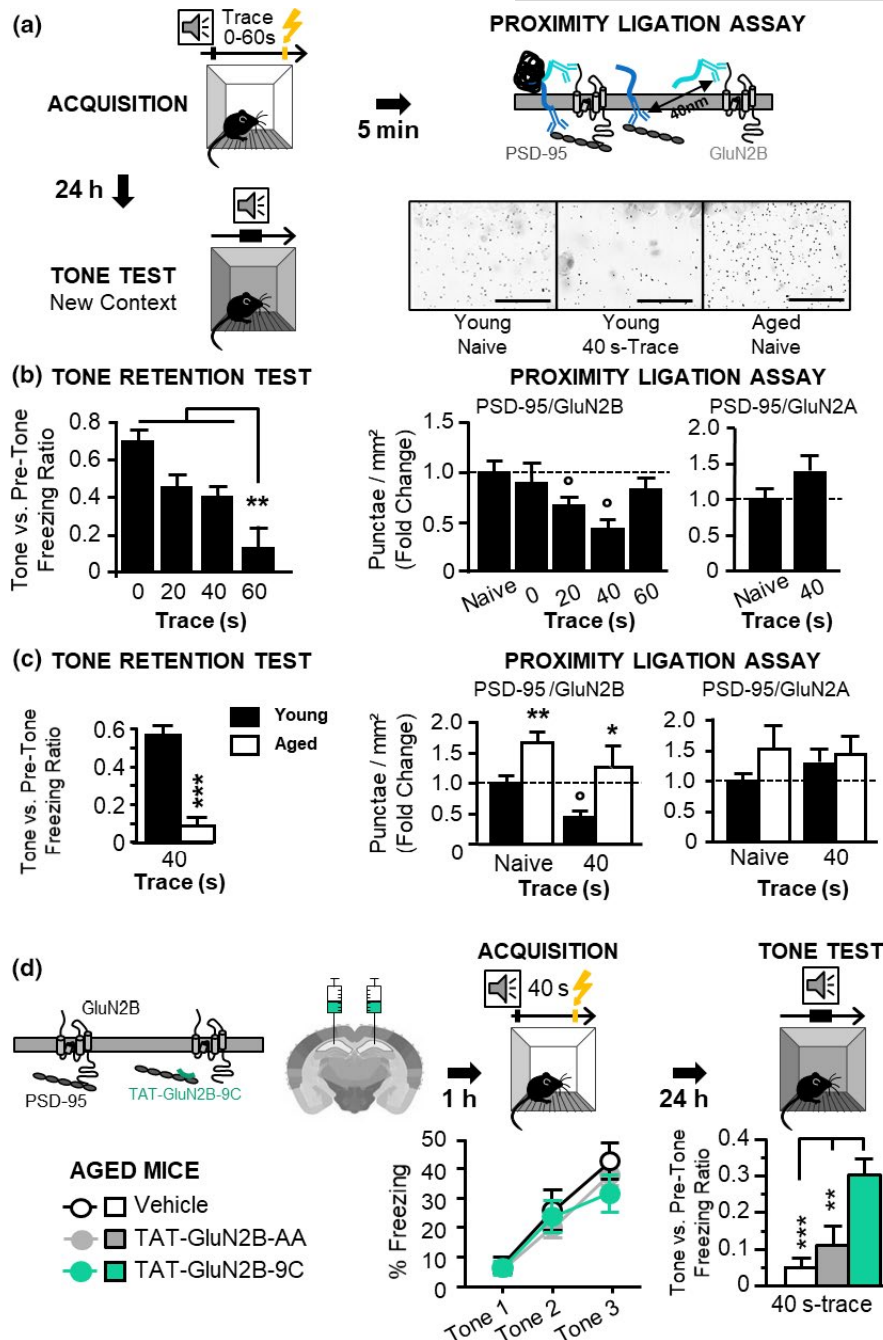 (a)
Trace
0-60s
ACQUISITION
5 min
24 h
TONE TEST
New Context
PROXIMITY LIGATION ASSAY
40nm
PSD-95
GluN2B
Young
Naive
Young
40 s-Trace
Aged
Naive
(b) TONE RETENTION TEST
Tone vs. Pre-Tone
Freezing Ratio
0.8
0.6
0.4
0.2
0
**
0 20 40 60
Trace (s)
PROXIMITY LIGATION ASSAY
PSD-95/GluN2B
Punctae / mm²
(Fold Change)
1.5
1.0
0.5
0
° °
Naive 0 20 40 60
Trace (s)
PSD-95/GluN2A
2.0
1.5
1.0
0.5
0
Naive 40
Trace (s)
(c) TONE RETENTION TEST
Tone vs. Pre-Tone
Freezing Ratio
0.6
0.4
0.2
0
***
40
Trace (s)
Young
Aged
PROXIMITY LIGATION ASSAY
PSD-95/GluN2B
Punctae / mm²
(Fold Change)
2.0
1.5
1.0
0.5
0
** ° *
Naive 40
Trace (s)
PSD-95/GluN2A
2.0
1.5
1.0
0.5
0
Naive 40
Trace (s)
(d)
GluN2B
PSD-95
TAT-GluN2B-9C
AGED MICE
Vehicle
TAT-GluN2B-AA
TAT-GluN2B-9C
1 h
ACQUISITION
40 s
24 h
TONE TEST
% Freezing
50
40
30
20
10
0
Tone 1 Tone 2 Tone 3
Tone vs. Pre-Tone
Freezing Ratio
0.4
0.3
0.2
0.1
0
*** **
40 s-trace